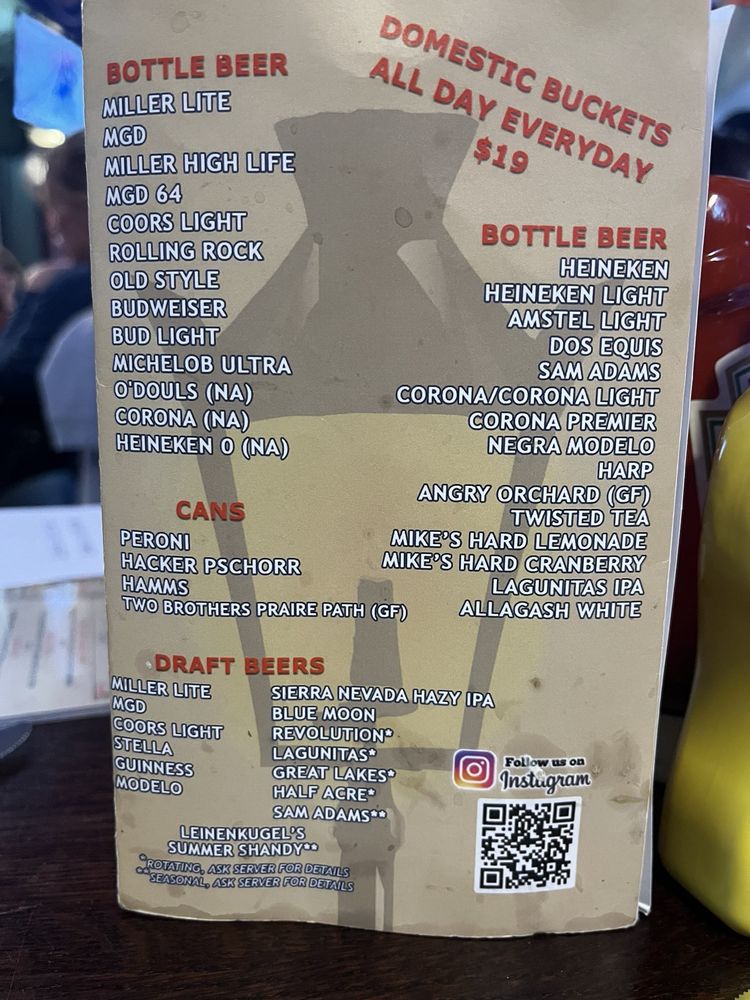 DOMESTIC BUCKETS
ALL DAY EVERYDAY
$19
BOTTLE BEER
MILLER LITE
MGD
MILLER HIGH LIFE
MGD 64
COORS LIGHT
ROLLING ROCK
OLD STYLE
BUDWEISER
BUD LIGHT
MICHELOB ULTRA
O'DOULS (NA)
CORONA (NA)
HEINEKEN 0 (NA)
CANS
PERONI
HACKER PSCHORR
HAMMS
TWO BROTHERS PRAIRE PATH (GF)
BOTTLE BEER
HEINEKEN
HEINEKEN LIGHT
AMSTEL LIGHT
DOS EQUIS
SAM ADAMS
CORONA/CORONA LIGHT
CORONA PREMIER
NEGRA MODELO
HARP
ANGRY ORCHARD (GF)
TWISTED TEA
MIKE'S HARD LEMONADE
MIKE'S HARD CRANBERRY
LAGUNITAS IPA
ALLAGASH WHITE
DRAFT BEERS
MILLER LITE
MGD
COORS LIGHT
STELLA
GUINNESS
MODELO
SIERRA NEVADA HAZY IPA
BLUE MOON
REVOLUTION*
LAGUNITAS*
GREAT LAKES*
HALF ACRE*
SAM ADAMS**
LEINENKUGEL'S
SUMMER SHANDY**
*ROTATING, ASK SERVER FOR DETAILS
**SEASONAL, ASK SERVER FOR DETAILS
Follow us on
Instagram